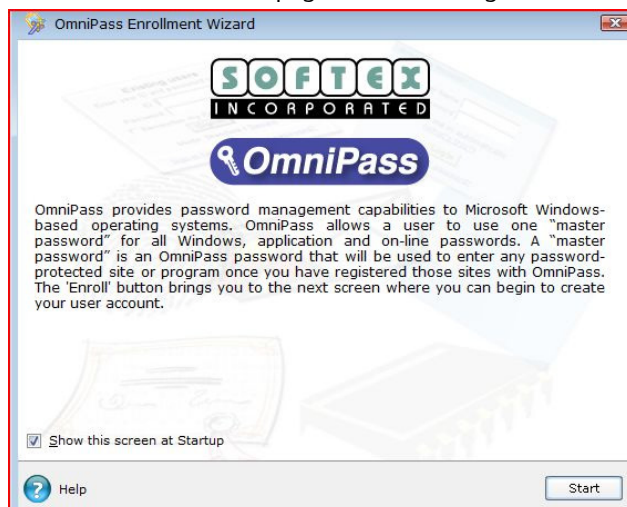 OmniPass Enrollment Wizard
SOFTEX
INCORPORATED
OmniPass
OmniPass provides password management capabilities to Microsoft Windows-
based operating systems. OmniPass allows a user to use one "master
password" for all Windows, application and on-line passwords. A "master
password" is an OmniPass password that will be used to enter any password-
protected site or program once you have registered those sites with OmniPass.
The 'Enroll' button brings you to the next screen where you can begin to create
your user account.
Show this screen at Startup
Help
Start